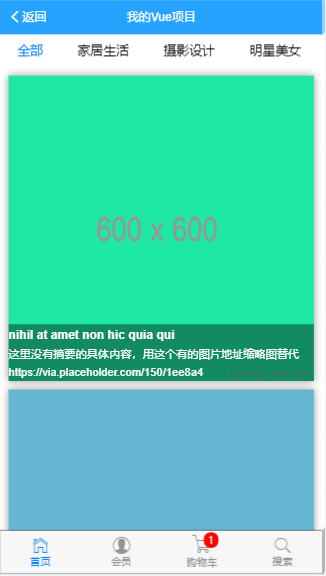 返回
我的Vue项目
全部 家居生活 摄影设计 明星美女
600 x 600
nihil at amet non hic quia qui
这里没有摘要的具体内容，用这个有的图片地址缩略图替代
https://via.placeholder.com/150/1ee8a4
1
首页 会员 购物车 搜索